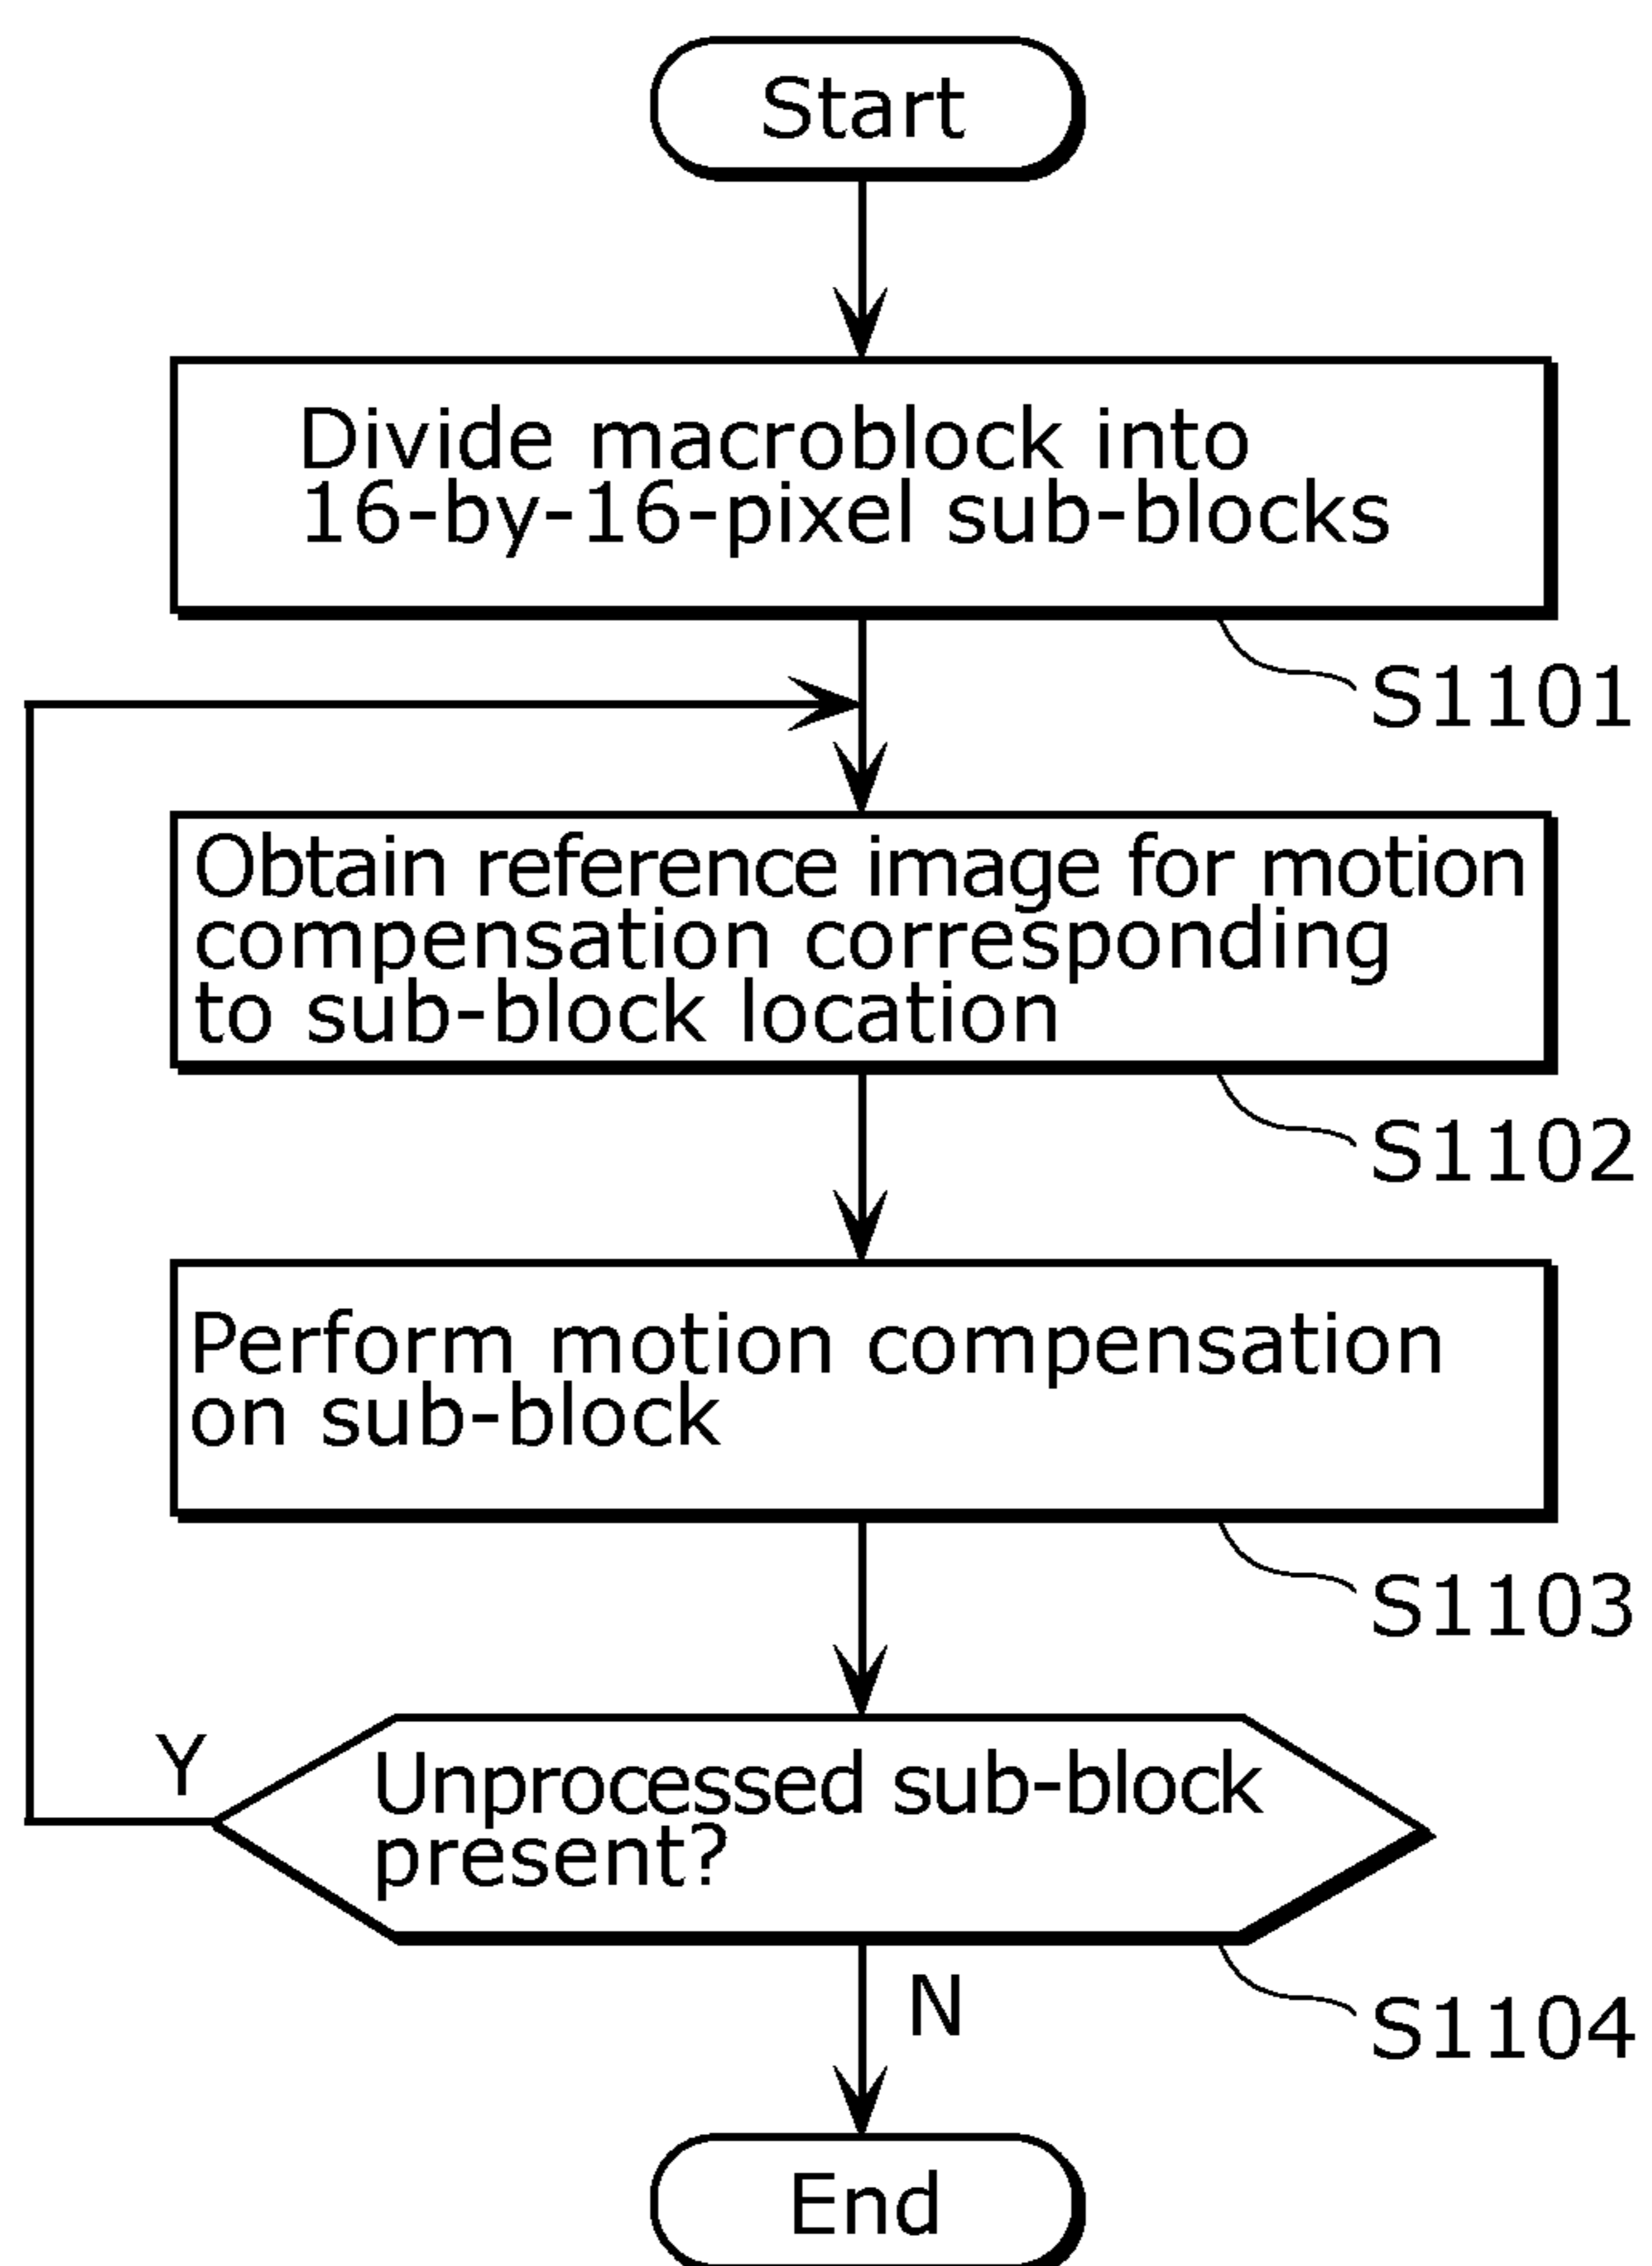 Start
Divide macroblock into
16-by-16-pixel sub-blocks
S1101
Obtain reference image for motion
compensation corresponding
to sub-block location
S1102
Perform motion compensation
on sub-block
S1103
Y
Unprocessed sub-block
present?
N
S1104
End